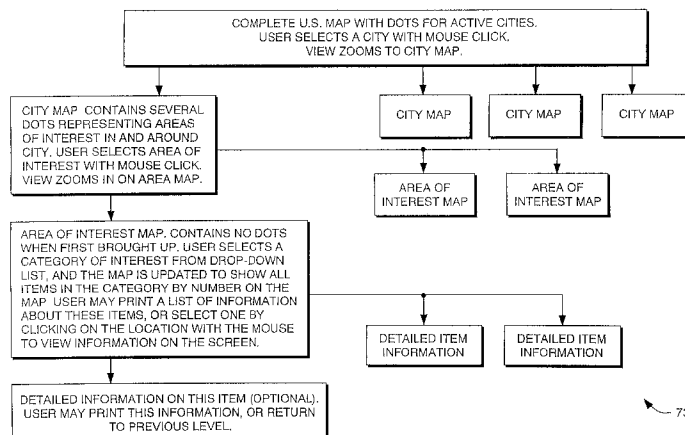 COMPLETE U.S. MAP WITH DOTS FOR ACTIVE CITIES.
USER SELECTS A CITY WITH MOUSE CLICK.
VIEW ZOOMS TO CITY MAP.
CITY MAP CONTAINS SEVERAL
DOTS REPRESENTING AREAS
OF INTEREST IN AND AROUND
CITY. USER SELECTS AREA OF
INTEREST WITH MOUSE CLICK.
VIEW ZOOMS IN ON AREA MAP.
CITY MAP
CITY MAP
CITY MAP
AREA OF
INTEREST MAP
AREA OF
INTEREST MAP
AREA OF INTEREST MAP. CONTAINS NO DOTS
WHEN FIRST BROUGHT UP. USER SELECTS A
CATEGORY OF INTEREST FROM DROP-DOWN
LIST, AND THE MAP IS UPDATED TO SHOW ALL
ITEMS IN THE CATEGORY BY NUMBER ON THE
MAP USER MAY PRINT A LIST OF INFORMATION
ABOUT THESE ITEMS, OR SELECT ONE BY
CLICKING ON THE LOCATION WITH THE MOUSE
TO VIEW INFORMATION ON THE SCREEN.
DETAILED ITEM
INFORMATION
DETAILED ITEM
INFORMATION
DETAILED INFORMATION ON THIS ITEM (OPTIONAL).
USER MAY PRINT THIS INFORMATION, OR RETURN
TO PREVIOUS LEVEL.